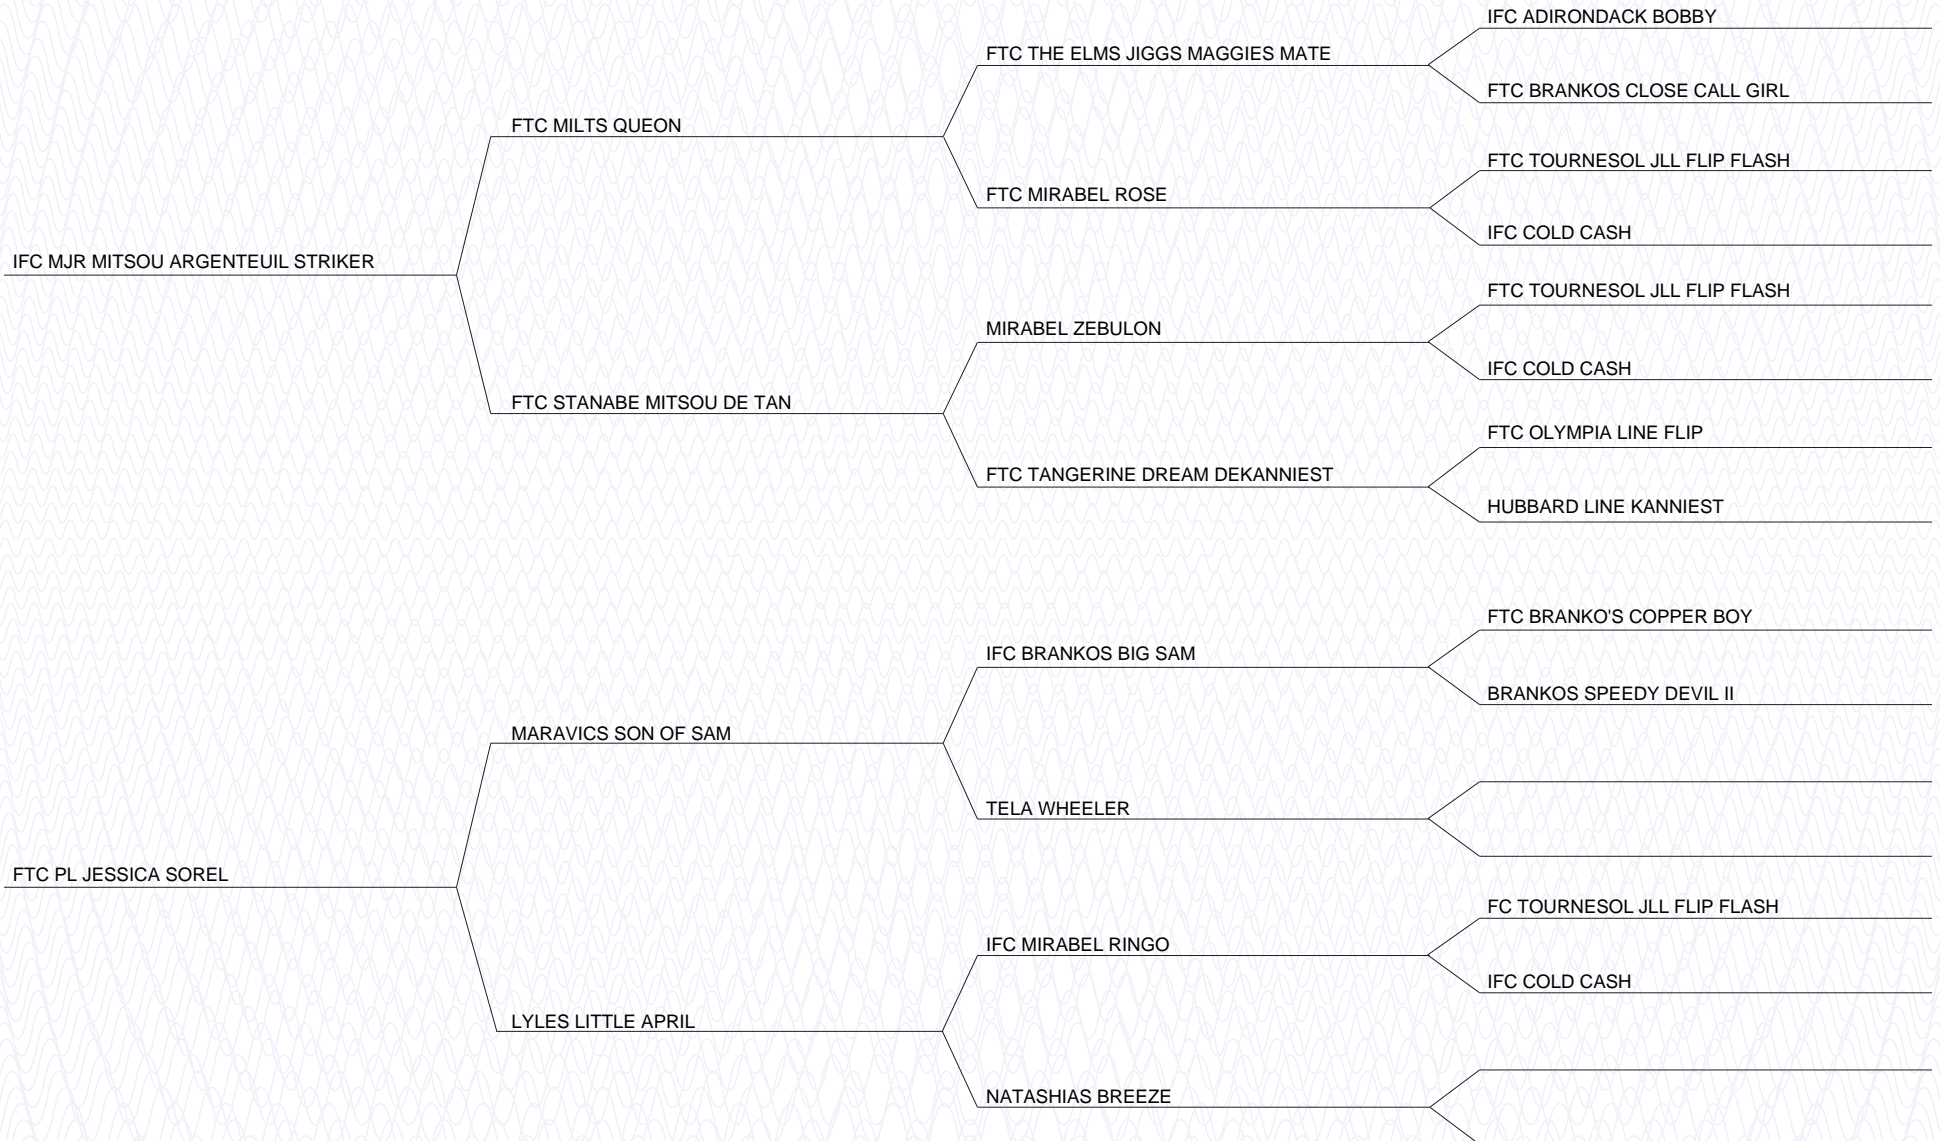 IFC ADIRONDACK BOBBY
FTC THE ELMS JIGGS MAGGIES MATE
FTC BRANKOS CLOSE CALL GIRL
FTC MILTS QUEON
FTC TOURNESOL JLL FLIP FLASH
FTC MIRABEL ROSE
IFC COLD CASH
IFC MJR MITSOU ARGENTEUIL STRIKER
FTC TOURNESOL JLL FLIP FLASH
MIRABEL ZEBULON
IFC COLD CASH
FTC STANABE MITSOU DE TAN
FTC OLYMPIA LINE FLIP
FTC TANGERINE DREAM DEKANNIEST
HUBBARD LINE KANNIEST
FTC BRANKO'S COPPER BOY
IFC BRANKOS BIG SAM
BRANKOS SPEEDY DEVIL II
MARAVICS SON OF SAM
TELA WHEELER
FTC PL JESSICA SOREL
FC TOURNESOL JLL FLIP FLASH
IFC MIRABEL RINGO
IFC COLD CASH
LYLES LITTLE APRIL
NATASHIAS BREEZE